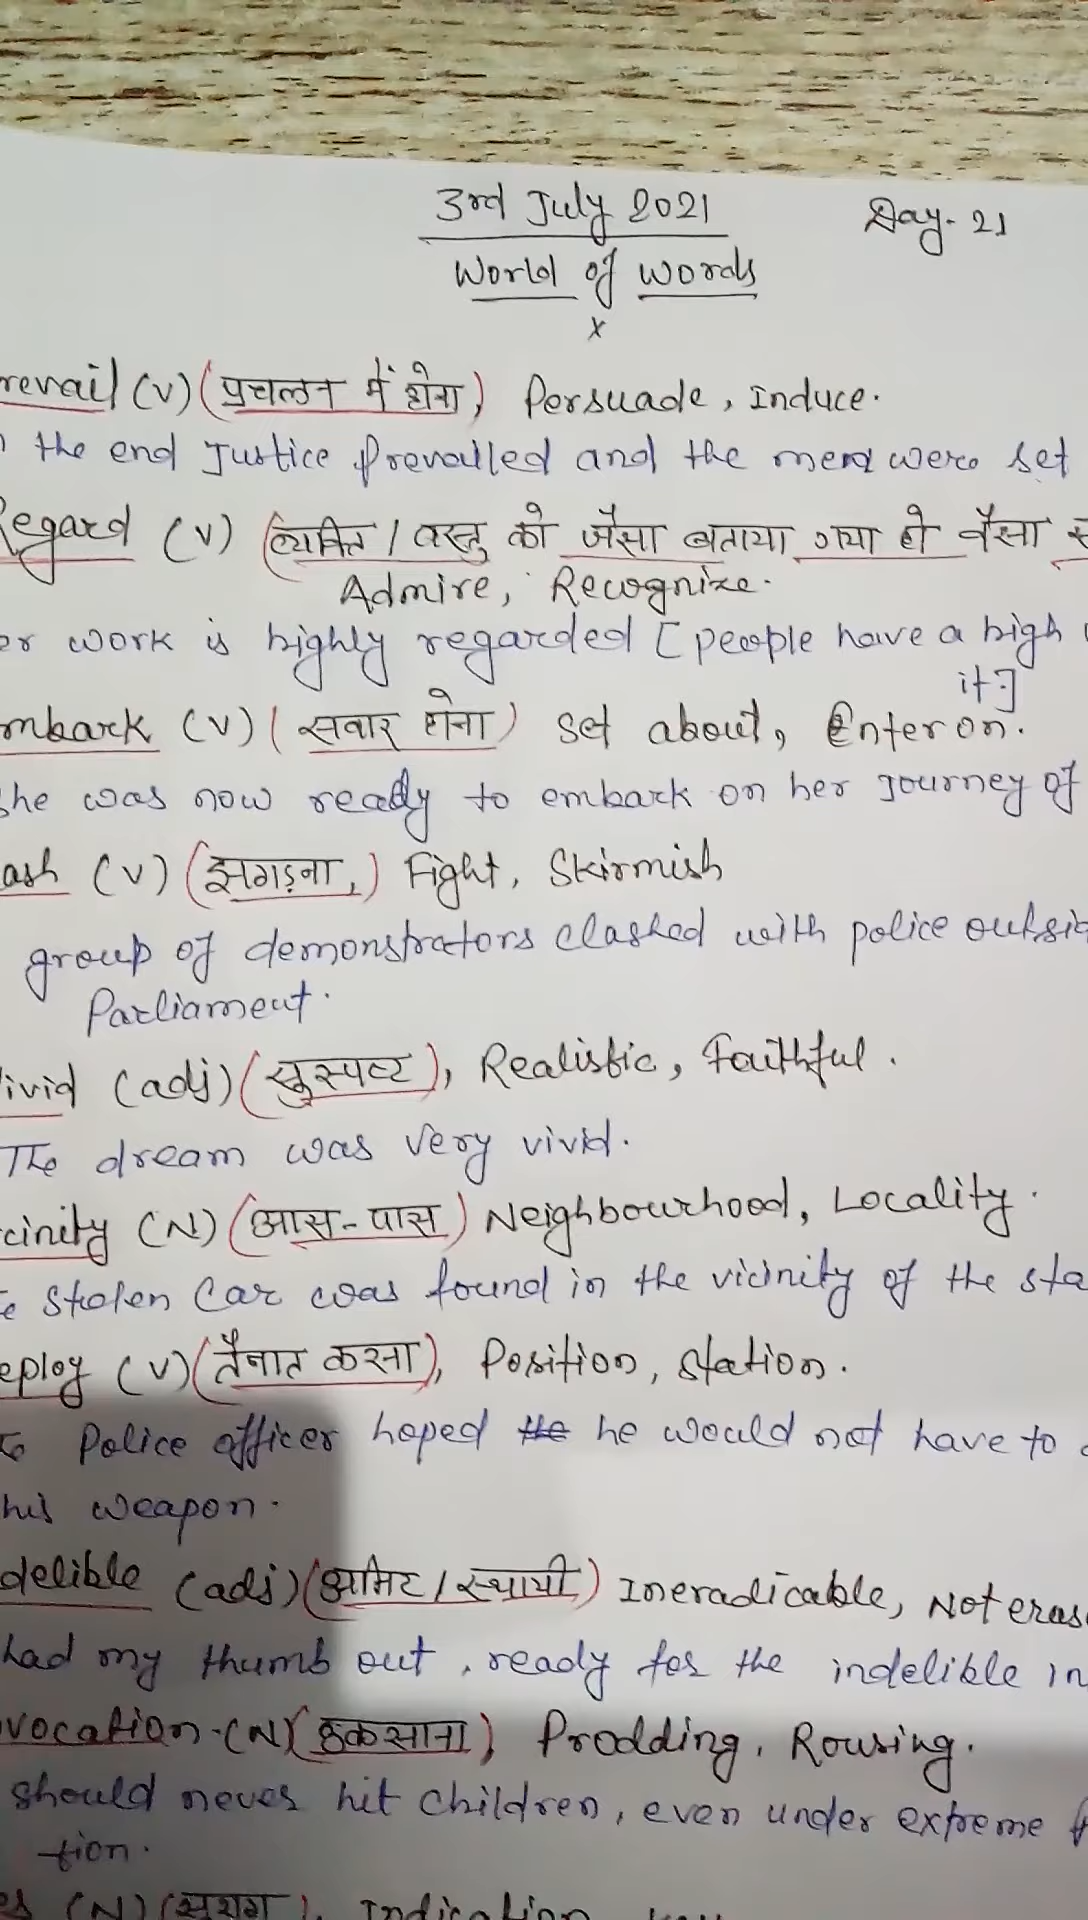 3rd July 2021 Day-21
World of words
x
revail (v) (प्रचलन में होना) Persuade, Induce.
the end Justice prevailed and the men were set
Regard (v) (व्यक्ति / वस्तु को जैसा बताया गया हो वैसा
Admire, Recognize.
er work is highly regarded [people have a high
it.]
mbark (v) (सवार होना) set about, Enter on.
he was now ready to embark on her Journey of
ash (v) (झगड़ना,) Fight, Skirmish
group of demonstrators clashed with police outsi
Parliament.
ivid (adj) (सुस्पष्ट), Realistic, Faithful.
The dream was very vivid.
cinity (N) (आस-पास) Neighbourhood, Locality.
e stolen Car was found in the vicinity of the sta
eploy (v) (तैनात करना), Position, Station.
Police officer hoped the he would not have to
his weapon.
delible (adj) (अमिट / स्थायी) Ineradicable, Not eras
had my thumb out, ready for the indelible in
vocation-(N) (उकसाना) Prodding, Rousing.
should never hit children, even under extreme
tion.
(N) (सुराग), Indication, key